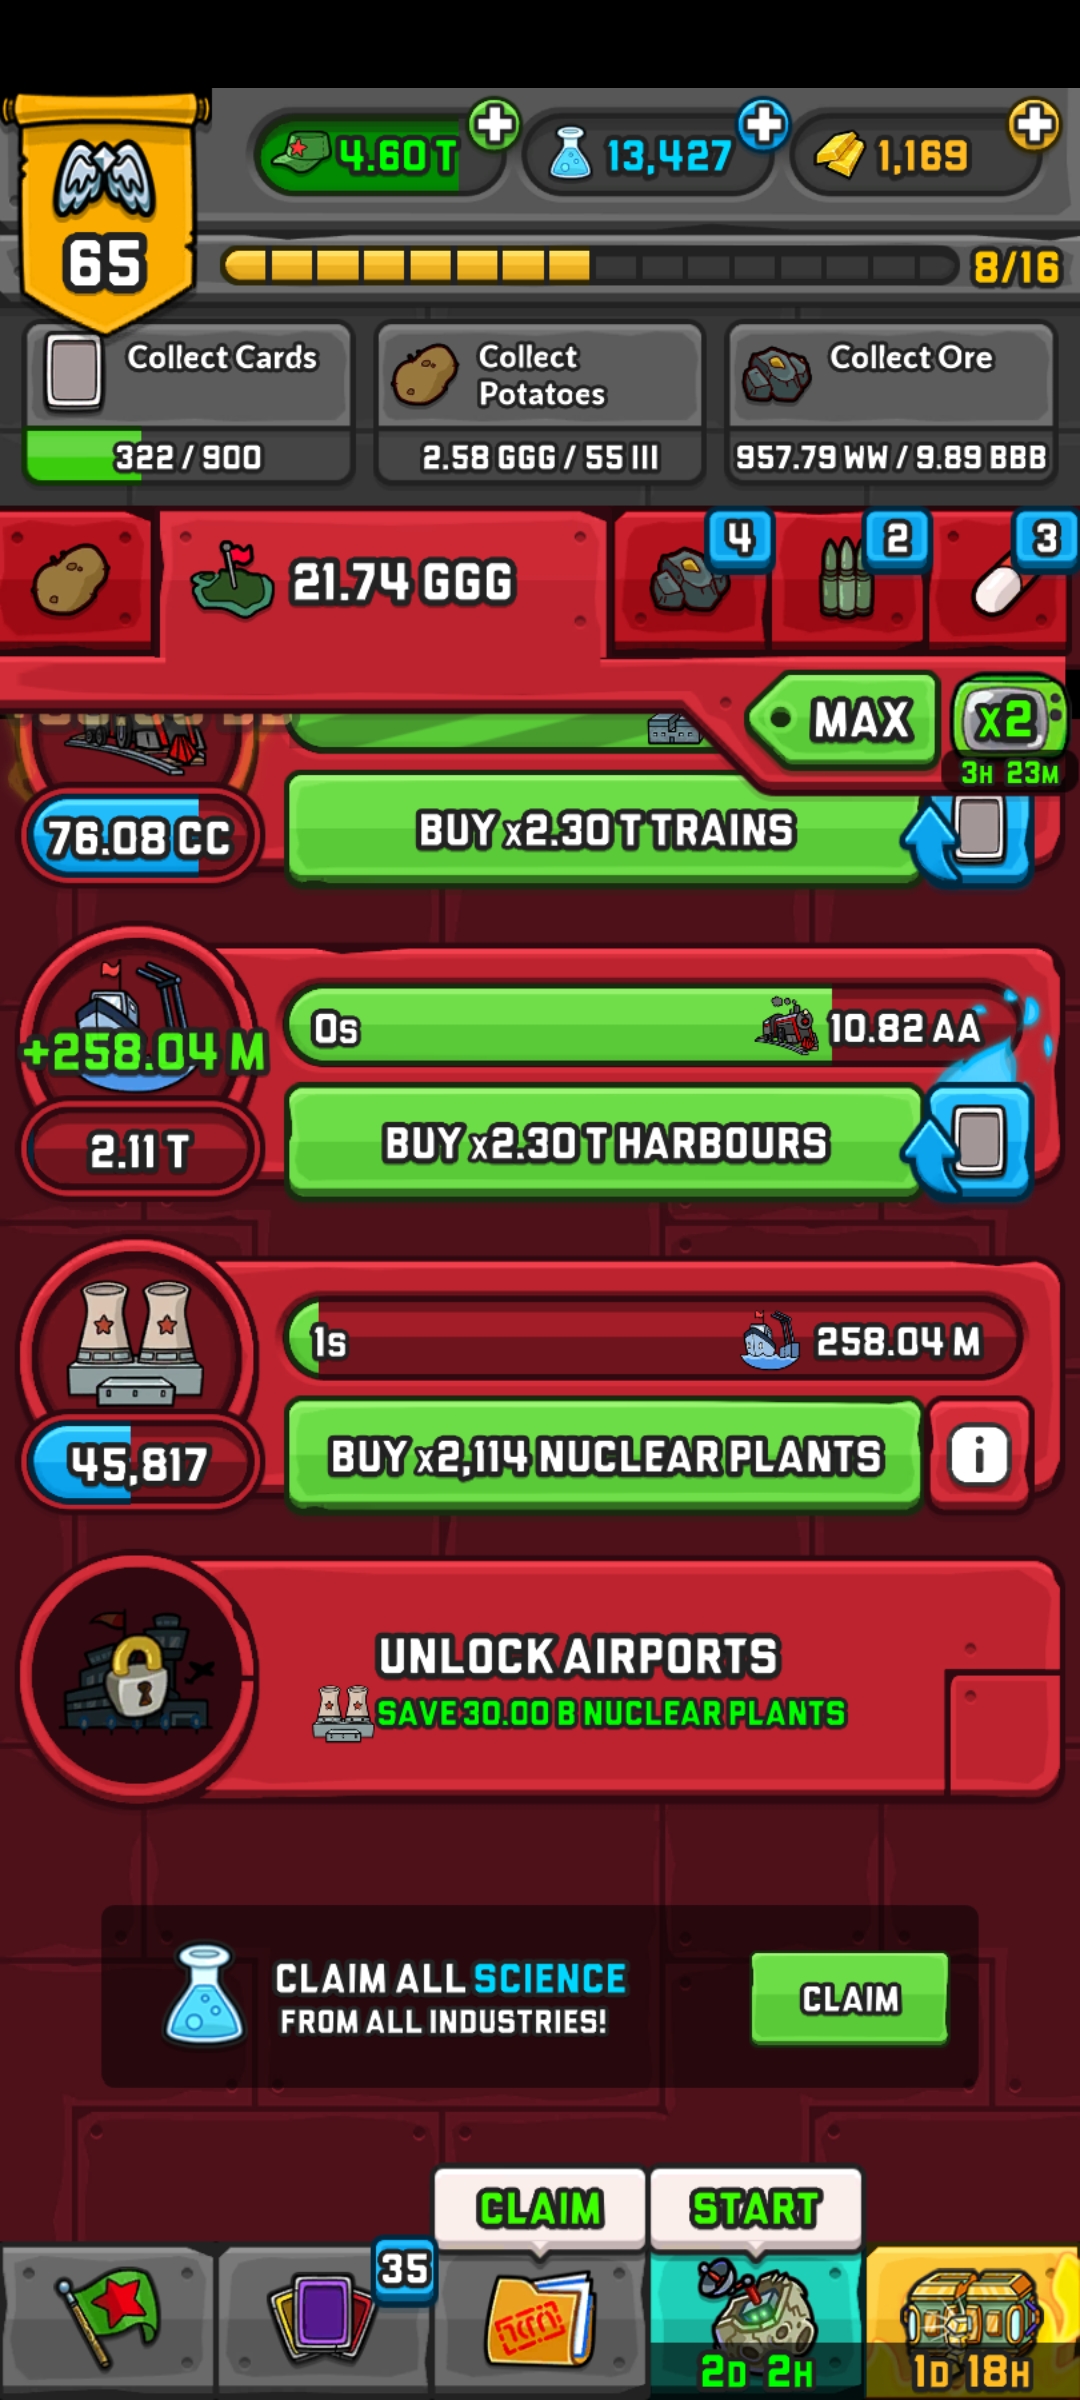 4.60 T
13,427
1,169
65
8/16
Collect Cards
322 / 900
Collect
Potatoes
2.58 GGG / 55 III
Collect Ore
957.79 WW / 9.89 BBB
21.74 GGG
4
2
3
MAX
x2
3H 23M
76.08 CC
BUY x2.30 T TRAINS
+258.04 M
0s
10.82 AA
2.11 T
BUY x2.30 T HARBOURS
1s
258.04 M
45,817
BUY x2,114 NUCLEAR PLANTS
i
UNLOCK AIRPORTS
SAVE 30.00 B NUCLEAR PLANTS
CLAIM ALL SCIENCE
FROM ALL INDUSTRIES!
CLAIM
CLAIM
START
35
2D 2H
1D 18H